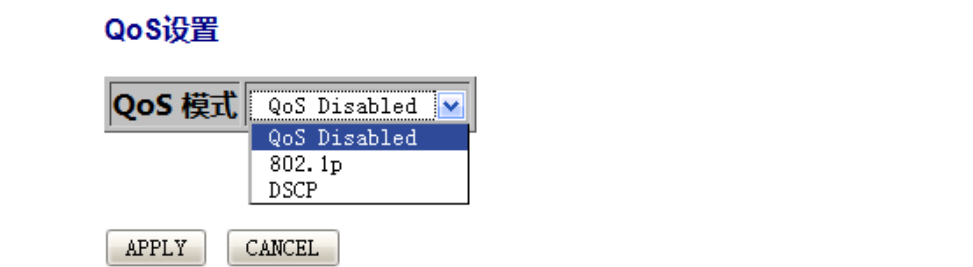 QoS设置
QoS 模式 QoS Disabled
QoS Disabled
802.1p
DSCP
APPLY CANCEL